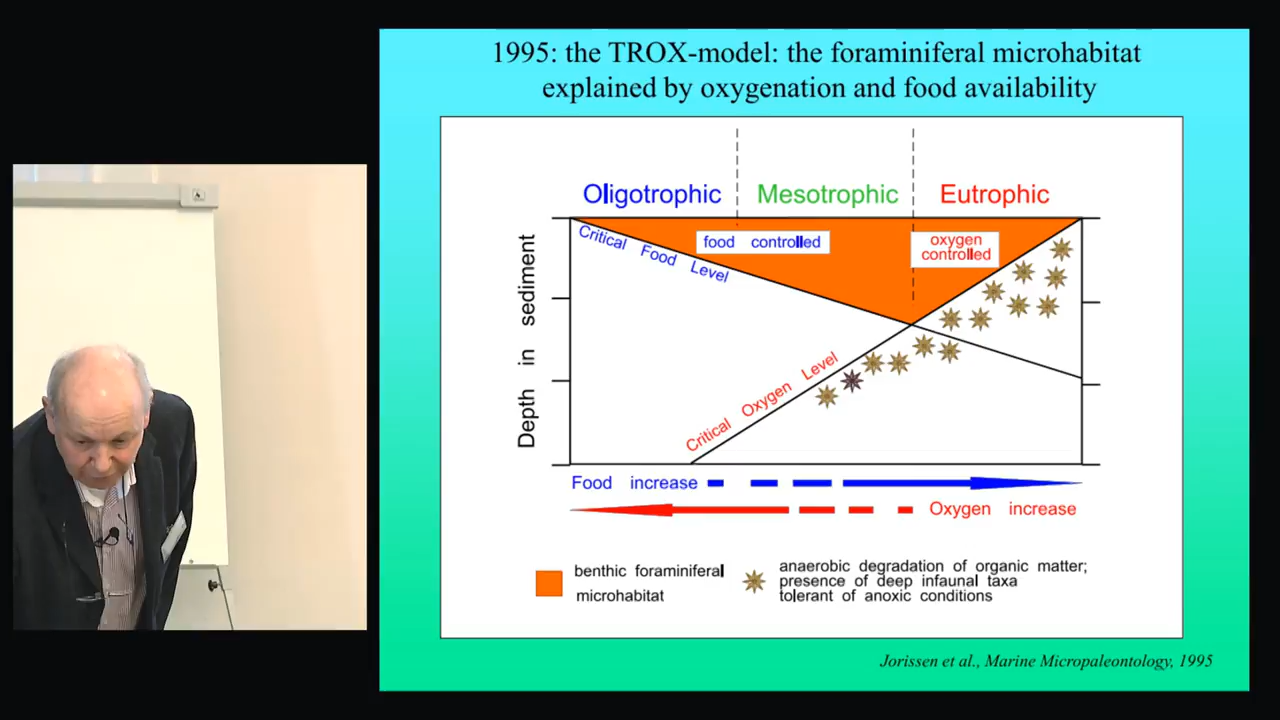 1995: the TROX-model: the foraminiferal microhabitat
explained by oxygenation and food availability
Oligotrophic
Mesotrophic
Eutrophic
Critical Food Level
food controlled
oxygen
controlled
Depth in sediment
Critical Oxygen Level
Food increase
Oxygen increase
benthic foraminiferal
microhabitat
anaerobic degradation of organic matter;
presence of deep infaunal taxa
tolerant of anoxic conditions
Jorissen et al., Marine Micropaleontology, 1995